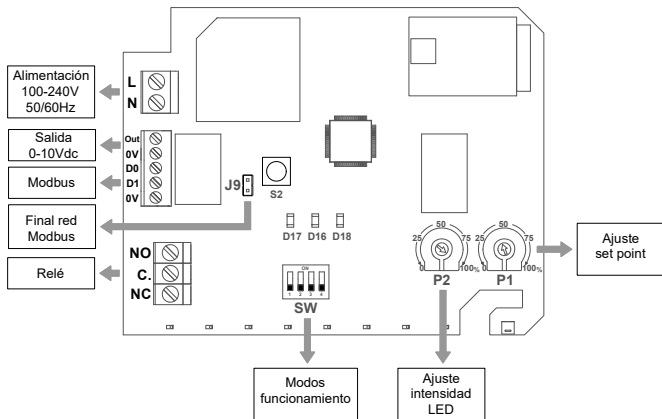 Alimentación
100-240V
50/60Hz
L
N
Salida
0-10Vdc
Out
0V
D0
D1
0V
Modbus
J9
S2
Final red
Modbus
D17 D16 D18
NO
C.
NC
Relé
ON
1 2 3 4
SW
0 25 50 75 100%
P2
0 25 50 75 100%
P1
Ajuste
set point
Modos
funcionamiento
Ajuste
intensidad
LED